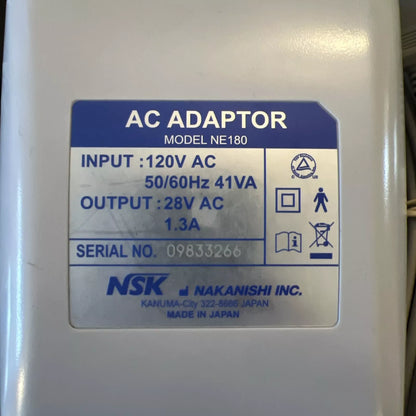 AC ADAPTOR
MODEL NE180
INPUT : 120V AC
50/60Hz 41VA
OUTPUT : 28V AC
1.3A
SERIAL NO. 09833266
NSK NAKANISHI INC.
KANUMA-City 322-8666 JAPAN
MADE IN JAPAN